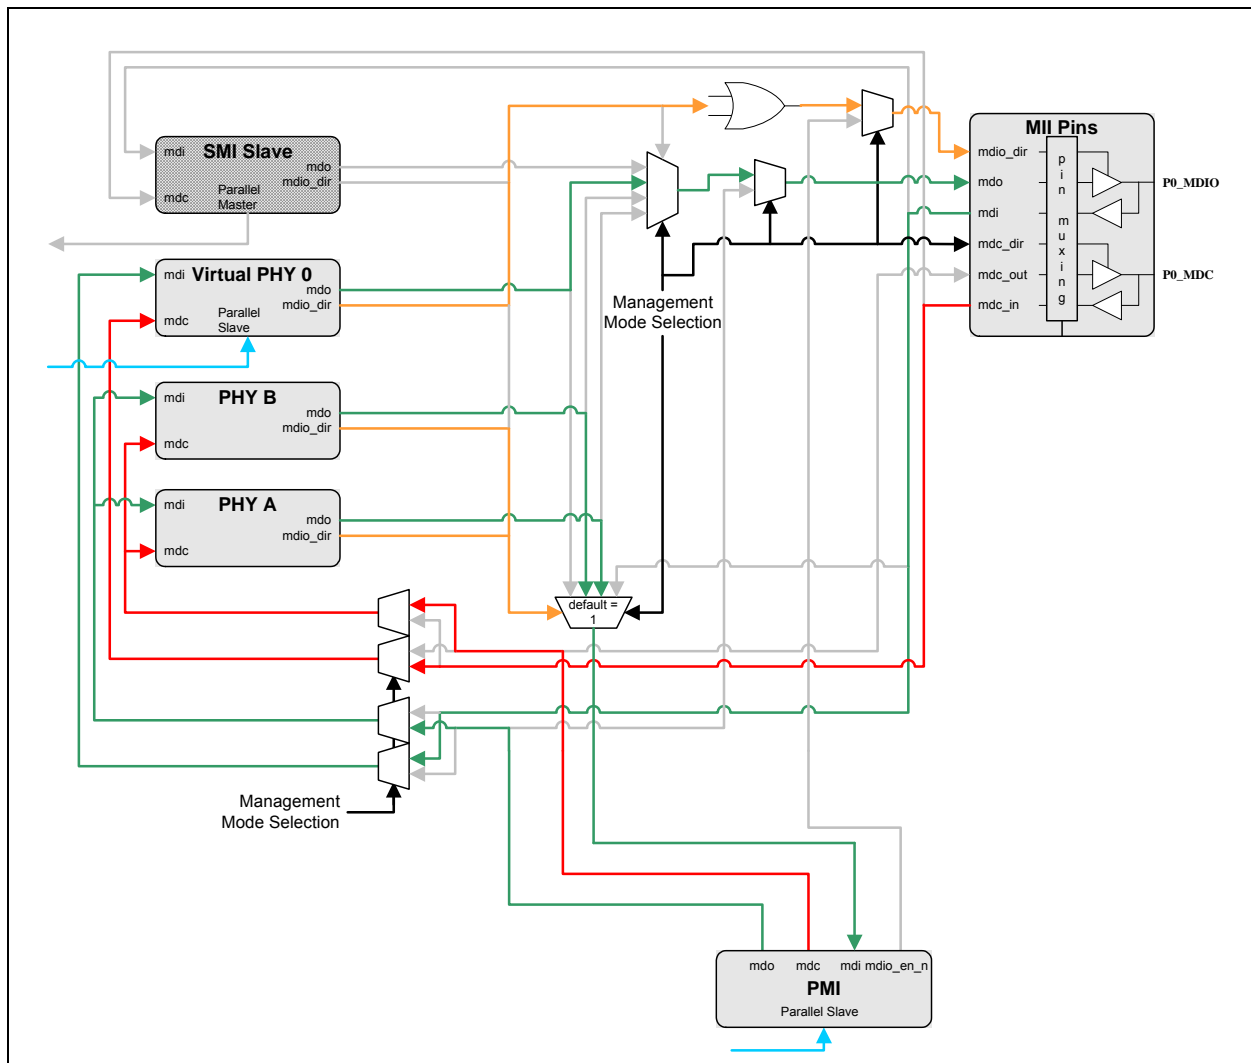 SMI Slave
mdi
mdo
mdio_dir
mdc
Parallel
Master
MII Pins
mdio_dir
mdo
mdi
mdc_dir
mdc_out
mdc_in
pin muxing
P0_MDIO
P0_MDC
Virtual PHY 0
mdi
mdo
mdio_dir
mdc
Parallel
Slave
Management
Mode Selection
PHY B
mdi
mdo
mdio_dir
mdc
PHY A
mdi
mdo
mdio_dir
mdc
default =
1
Management
Mode Selection
mdo
mdc
mdi
mdio_en_n
PMI
Parallel Slave